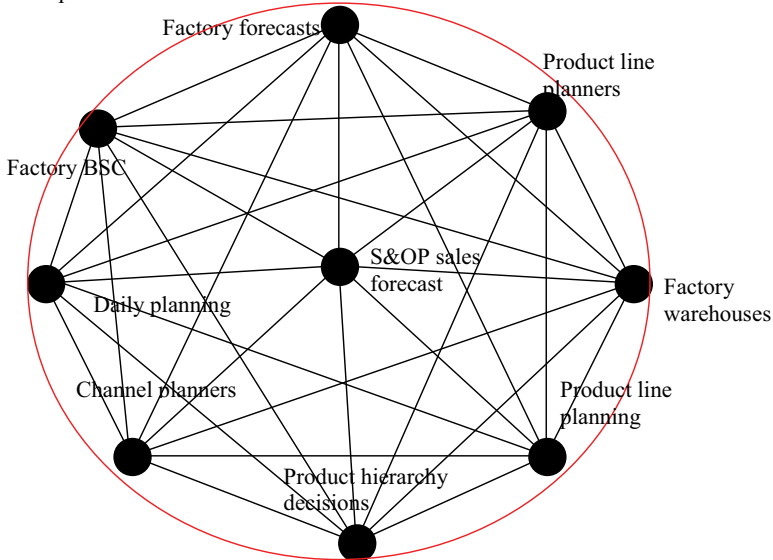 Factory forecasts
Product line
planners
Factory BSC
S&OP sales
forecast
Factory
warehouses
Daily planning
Channel planners
Product line
planning
Product hierarchy
decisions